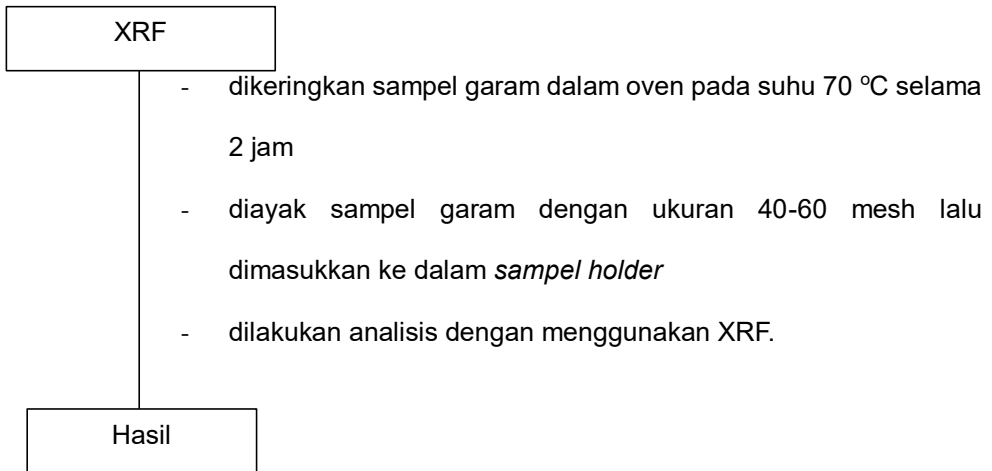 XRF
- dikeringkan sampel garam dalam oven pada suhu 70 ºC selama
2 jam
- diayak sampel garam dengan ukuran 40-60 mesh lalu
dimasukkan ke dalam sampel holder
- dilakukan analisis dengan menggunakan XRF.
Hasil